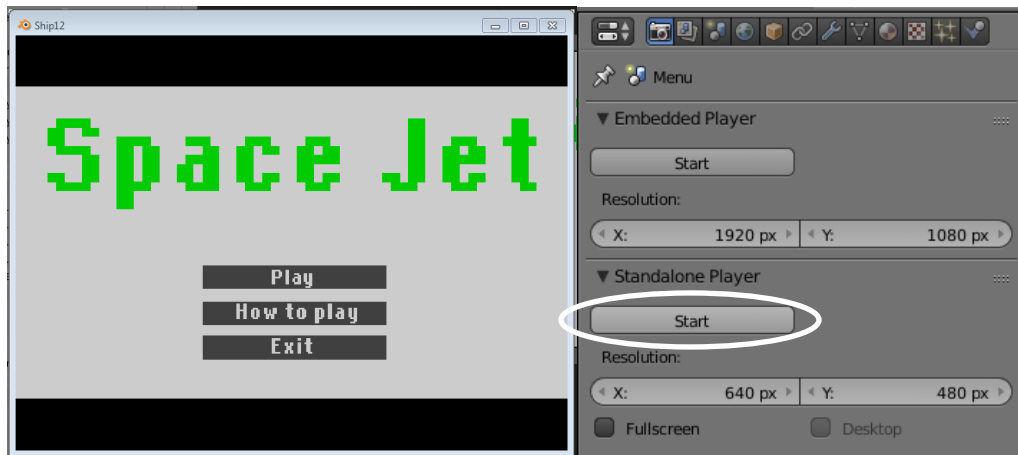 Ship12
Space Jet
Play
How to play
Exit
Menu
Embedded Player
Start
Resolution:
X: 1920 px Y: 1080 px
Standalone Player
Start
Resolution:
X: 640 px Y: 480 px
Fullscreen Desktop